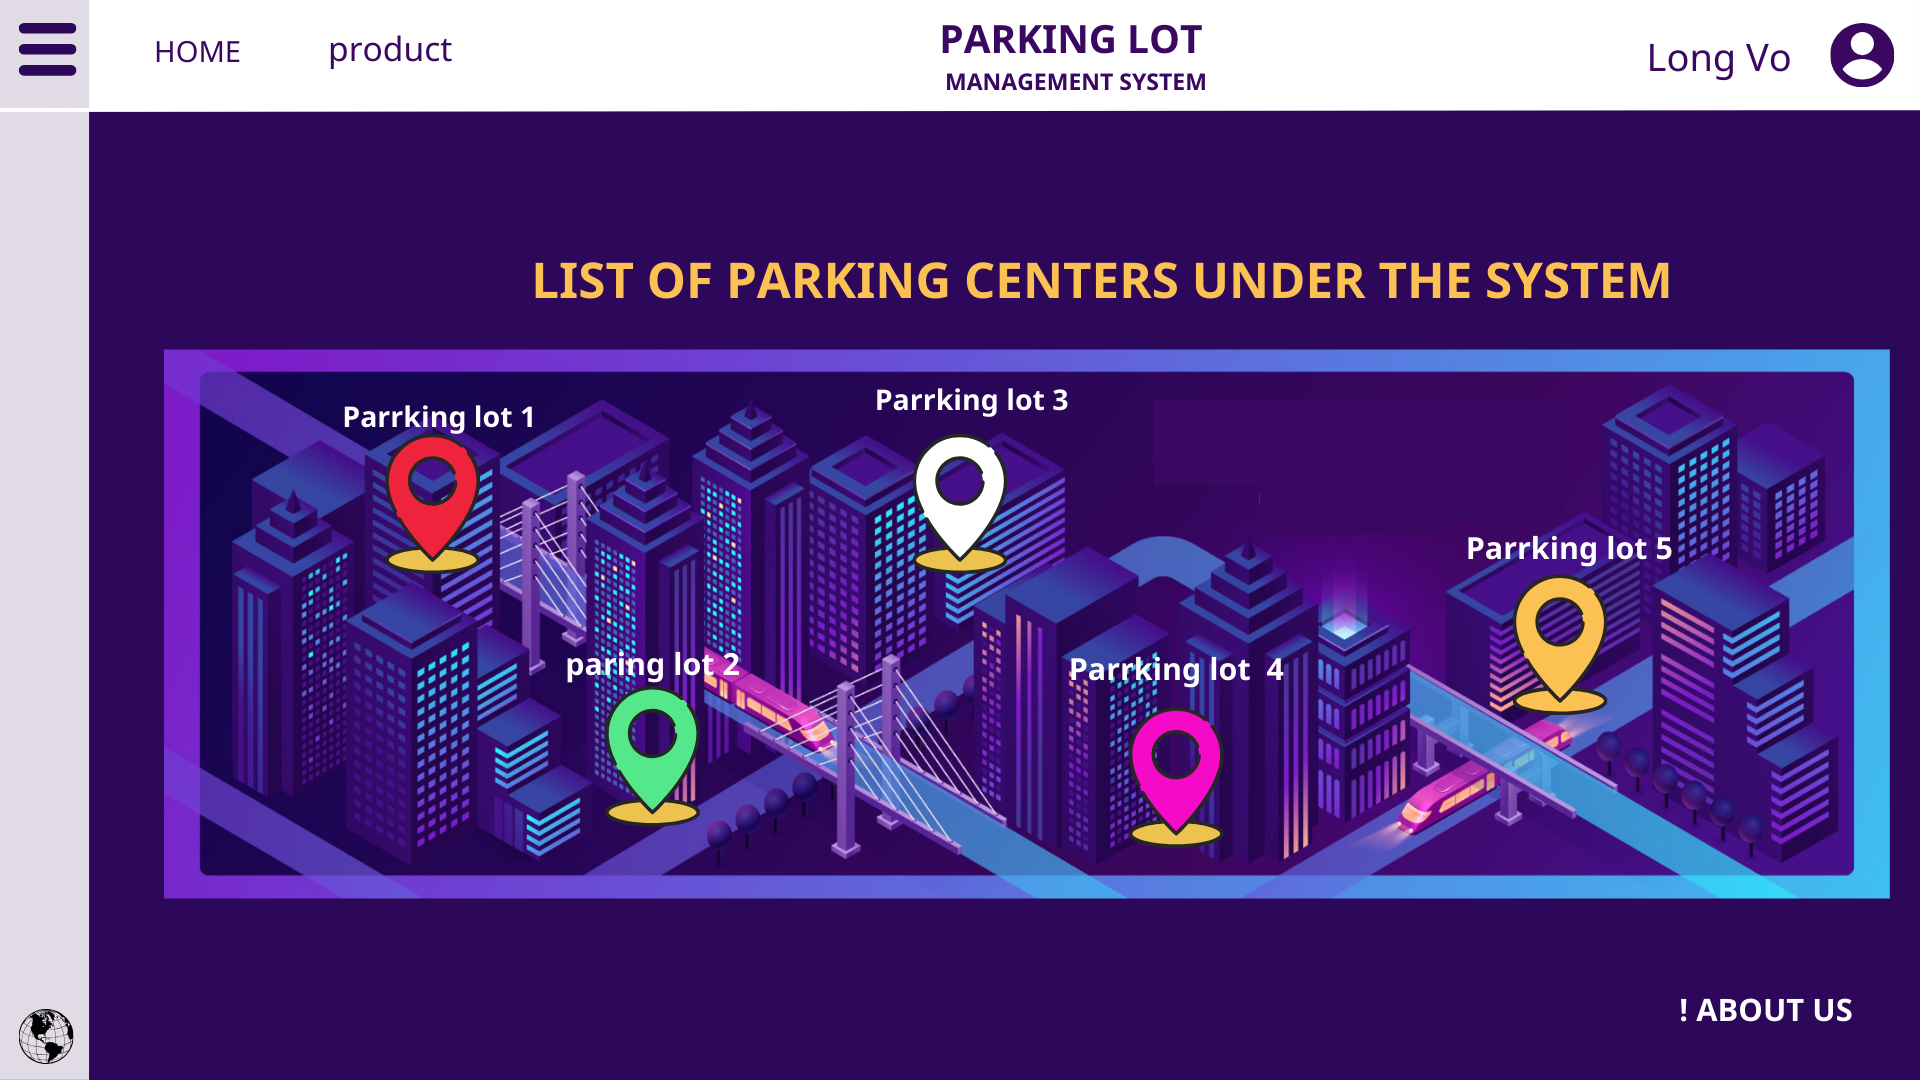 HOME
product
PARKING LOT
MANAGEMENT SYSTEM
Long Vo
LIST OF PARKING CENTERS UNDER THE SYSTEM
Parrking lot 1
Parrking lot 3
Parrking lot 5
paring lot 2
Parrking lot  4
! ABOUT US